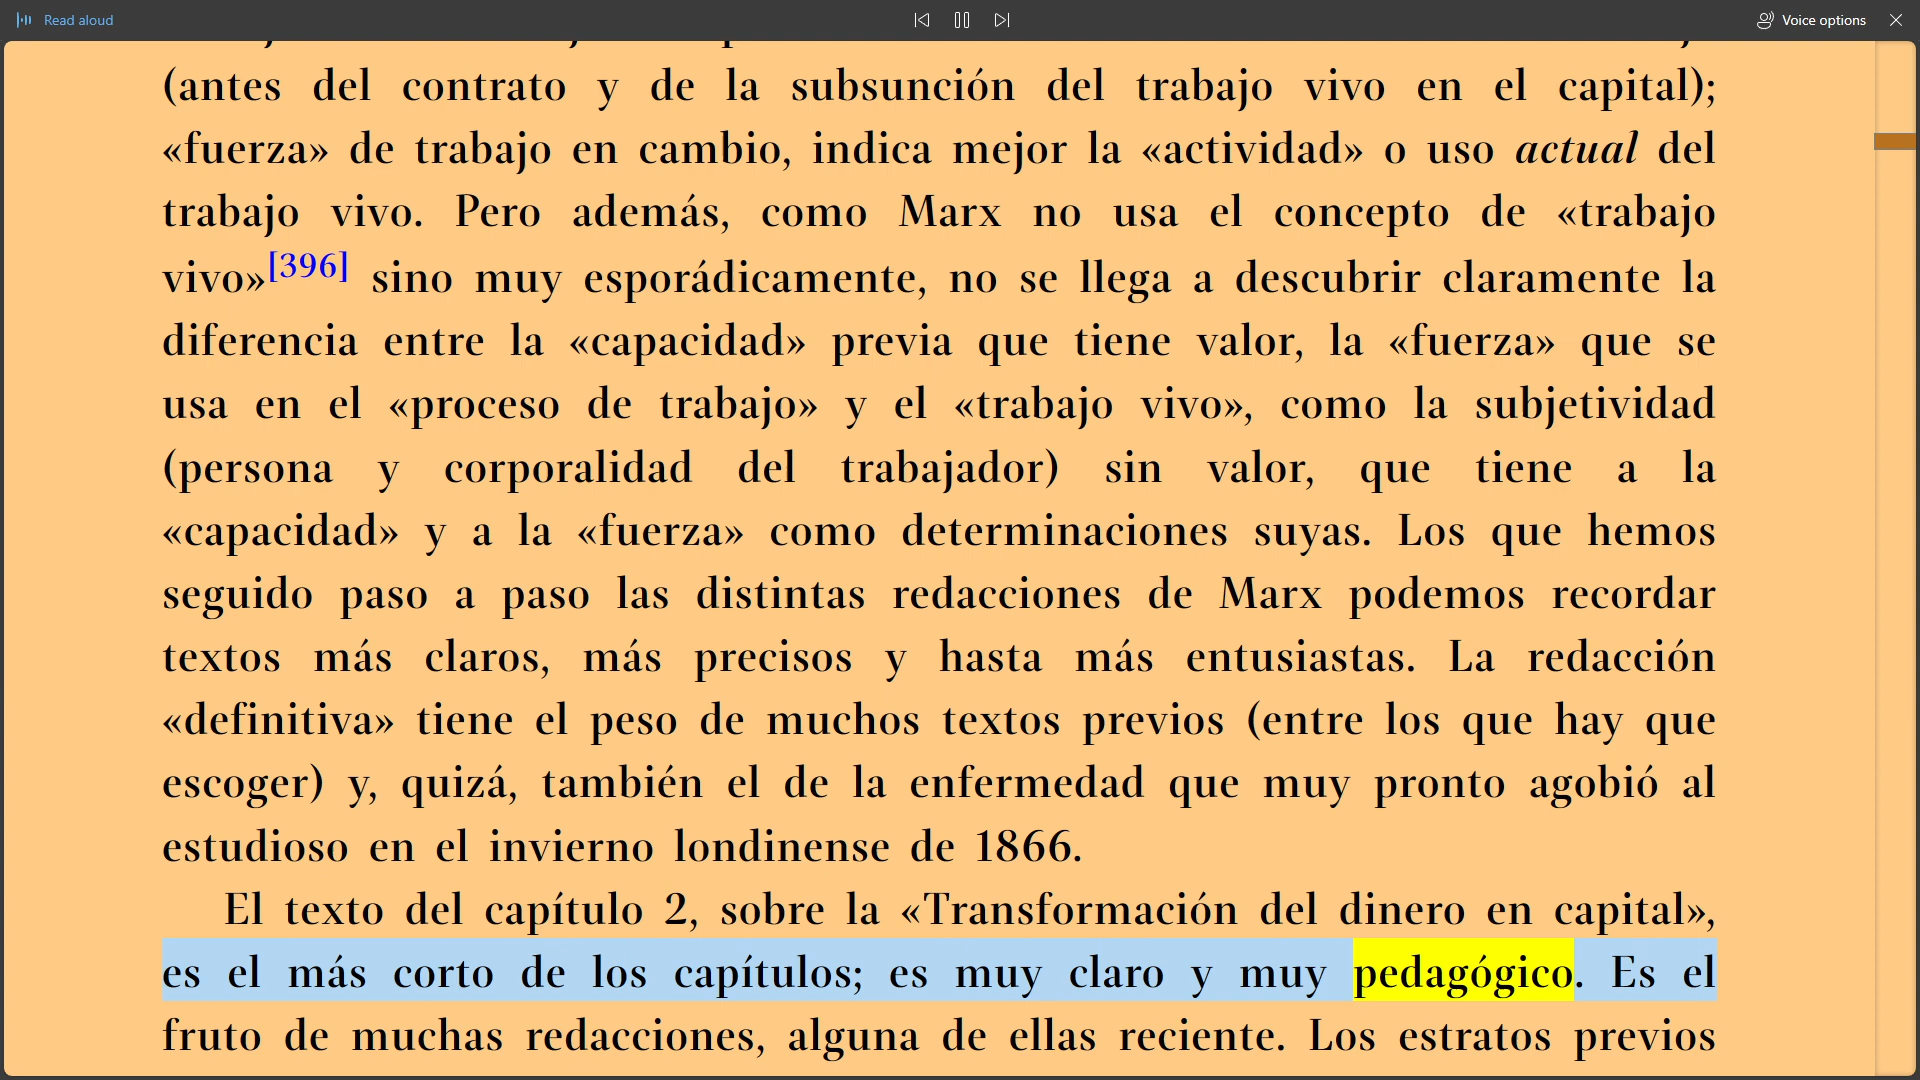 Read aloud
Voice options
(antes del contrato y de la subsunción del trabajo vivo en el capital);
«fuerza» de trabajo en cambio, indica mejor la «actividad» o uso actual del
trabajo vivo. Pero además, como Marx no usa el concepto de «trabajo
vivo»[396] sino muy esporádicamente, no se llega a descubrir claramente la
diferencia entre la «capacidad» previa que tiene valor, la «fuerza» que se
usa en el «proceso de trabajo» y el «trabajo vivo», como la subjetividad
(persona y corporalidad del trabajador) sin valor, que tiene a la
«capacidad» y a la «fuerza» como determinaciones suyas. Los que hemos
seguido paso a paso las distintas redacciones de Marx podemos recordar
textos más claros, más precisos y hasta más entusiastas. La redacción
«definitiva» tiene el peso de muchos textos previos (entre los que hay que
escoger) y, quizá, también el de la enfermedad que muy pronto agobió al
estudioso en el invierno londinense de 1866.
El texto del capítulo 2, sobre la «Transformación del dinero en capital»,
es el más corto de los capítulos; es muy claro y muy pedagógico. Es el
fruto de muchas redacciones, alguna de ellas reciente. Los estratos previos